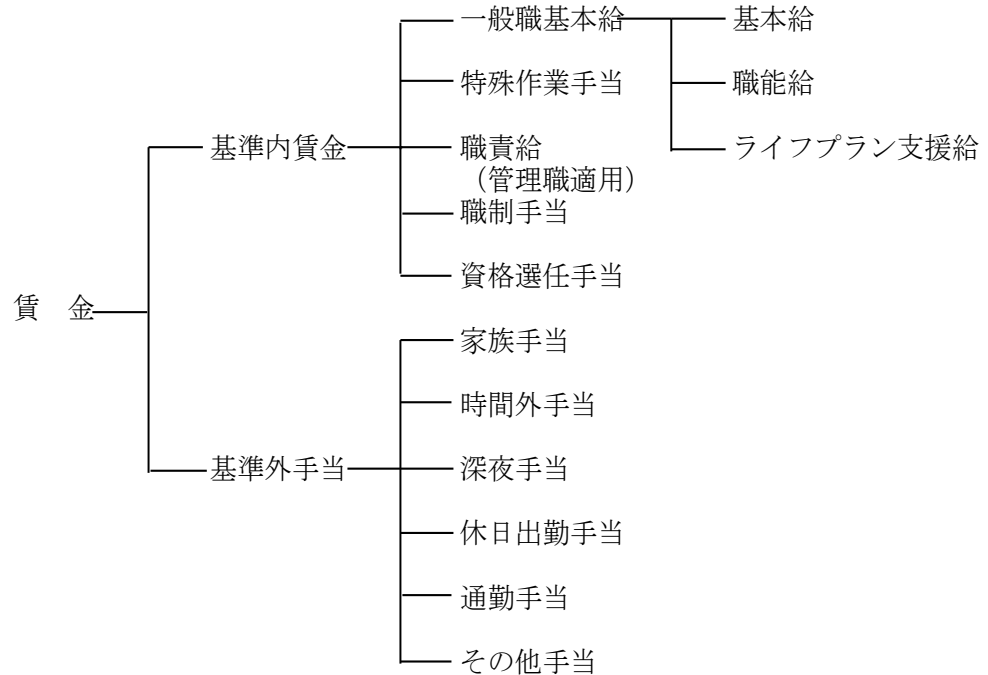 一般職基本給
基本給
特殊作業手当
職能給
基準内賃金
職責給
ライフプラン支援給
（管理職適用）
職制手当
資格選任手当
賃　金
家族手当
時間外手当
基準外手当
深夜手当
休日出勤手当
通勤手当
その他手当